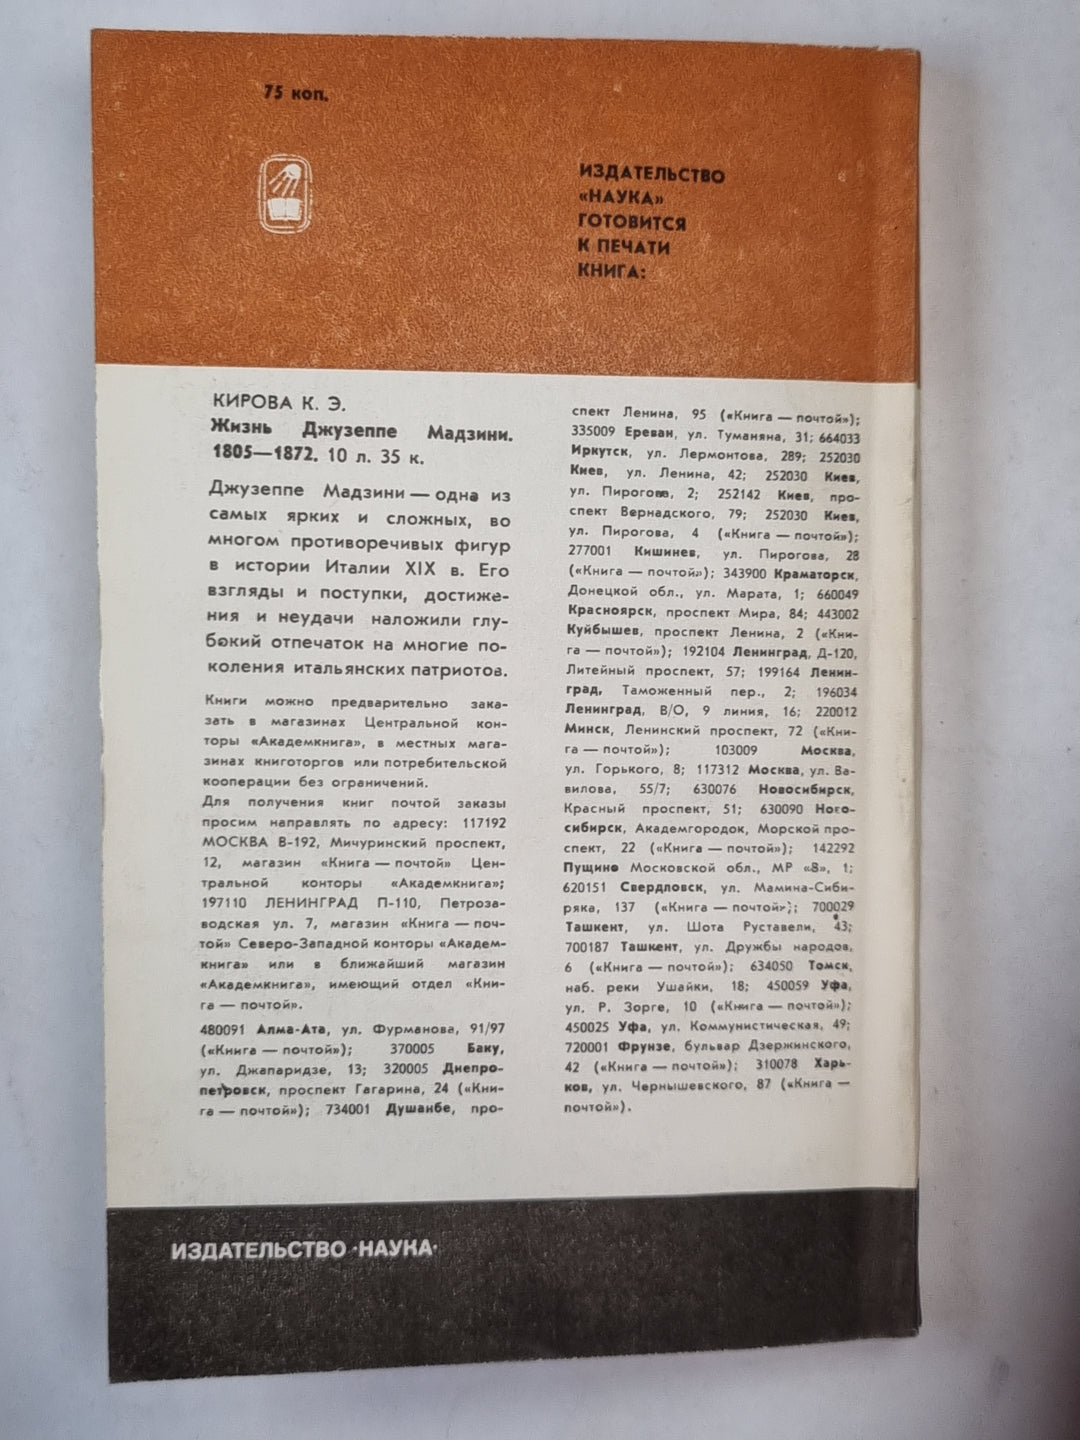 75 коп.
ИЗДАТЕЛЬСТВО
«НАУКА»
ГОТОВИТСЯ
К ПЕЧАТИ
КНИГА:
КИРОВА К. Э.
Жизнь Джузеппе Мадзини.
1805—1872. 10 л. 35 к.
Джузеппе Мадзини — одна из
самых ярких и сложных, во
многом противоречивых фигур
в истории Италии XIX в. Его
взгляды и поступки, достиже-
ния и неудачи наложили глу-
бокий отпечаток на многие по-
коления итальянских патриотов.
Книги можно предварительно зака-
зать в магазинах Центральной кон-
торы «Академкнига», в местных мага-
зинах книготоргов или потребительской
кооперации без ограничений.
Для получения книг почтой заказы
просим направлять по адресу: 117192
МОСКВА В-192, Мичуринский проспект,
12, магазин «Книга — почтой» Цен-
тральной конторы «Академкнига»;
197110 ЛЕНИНГРАД П-110, Петроза-
водская ул. 7, магазин «Книга — поч-
той» Северо-Западной конторы «Академ-
книга» или в ближайший магазин
«Академкнига», имеющий отдел «Кни-
га — почтой».
480091 Алма-Ата, ул. Фурманова, 91/97
(«Книга — почтой»); 370005 Баку,
ул. Джапаридзе, 13; 320005 Днепро-
петровск, проспект Гагарина, 24 («Кни-
га — почтой»); 734001 Душанбе, про-
спект Ленина, 95 («Книга — почтой»);
335009 Ереван, ул. Туманяна, 31; 664033
Иркутск, ул. Лермонтова, 289; 252030
Киев, ул. Ленина, 42; 252030 Киев,
ул. Пирогова, 2; 252142 Киев, про-
спект Вернадского, 79; 252030 Киев,
ул. Пирогова, 4 («Книга — почтой»);
277001 Кишинев, ул. Пирогова, 28
(«Книга — почтой»); 343900 Краматорск,
Донецкой обл., ул. Марата, 1; 660049
Красноярск, проспект Мира, 84; 443002
Куйбышев, проспект Ленина, 2 («Кни-
га — почтой»); 192104 Ленинград, Д-120,
Литейный проспект, 57; 199164 Ленин-
град, Таможенный пер., 2; 196034
Ленинград, В/О, 9 линия, 16; 220012
Минск, Ленинский проспект, 72 («Кни-
га — почтой»); 103009 Москва,
ул. Горького, 8; 117312 Москва, ул. Ва-
вилова, 55/7; 630076 Новосибирск,
Красный проспект, 51; 630090 Ново-
сибирск, Академгородок, Морской про-
спект, 22 («Книга — почтой»); 142292
Пущино Московской обл., МР «В», 1;
620151 Свердловск, ул. Мамина-Сиби-
ряка, 137 («Книга — почтой»); 700029
Ташкент, ул. Шота Руставели, 43;
700187 Ташкент, ул. Дружбы народов,
6 («Книга — почтой»); 634050 Томск,
наб. реки Ушайки, 18; 450059 Уфа,
ул. Р. Зорге, 10 («Книга — почтой»);
450025 Уфа, ул. Коммунистическая, 49;
720001 Фрунзе, бульвар Дзержинского,
42 («Книга — почтой»); 310078 Харь-
ков, ул. Чернышевского, 87 («Книга —
почтой»).
ИЗДАТЕЛЬСТВО ·НАУКА·